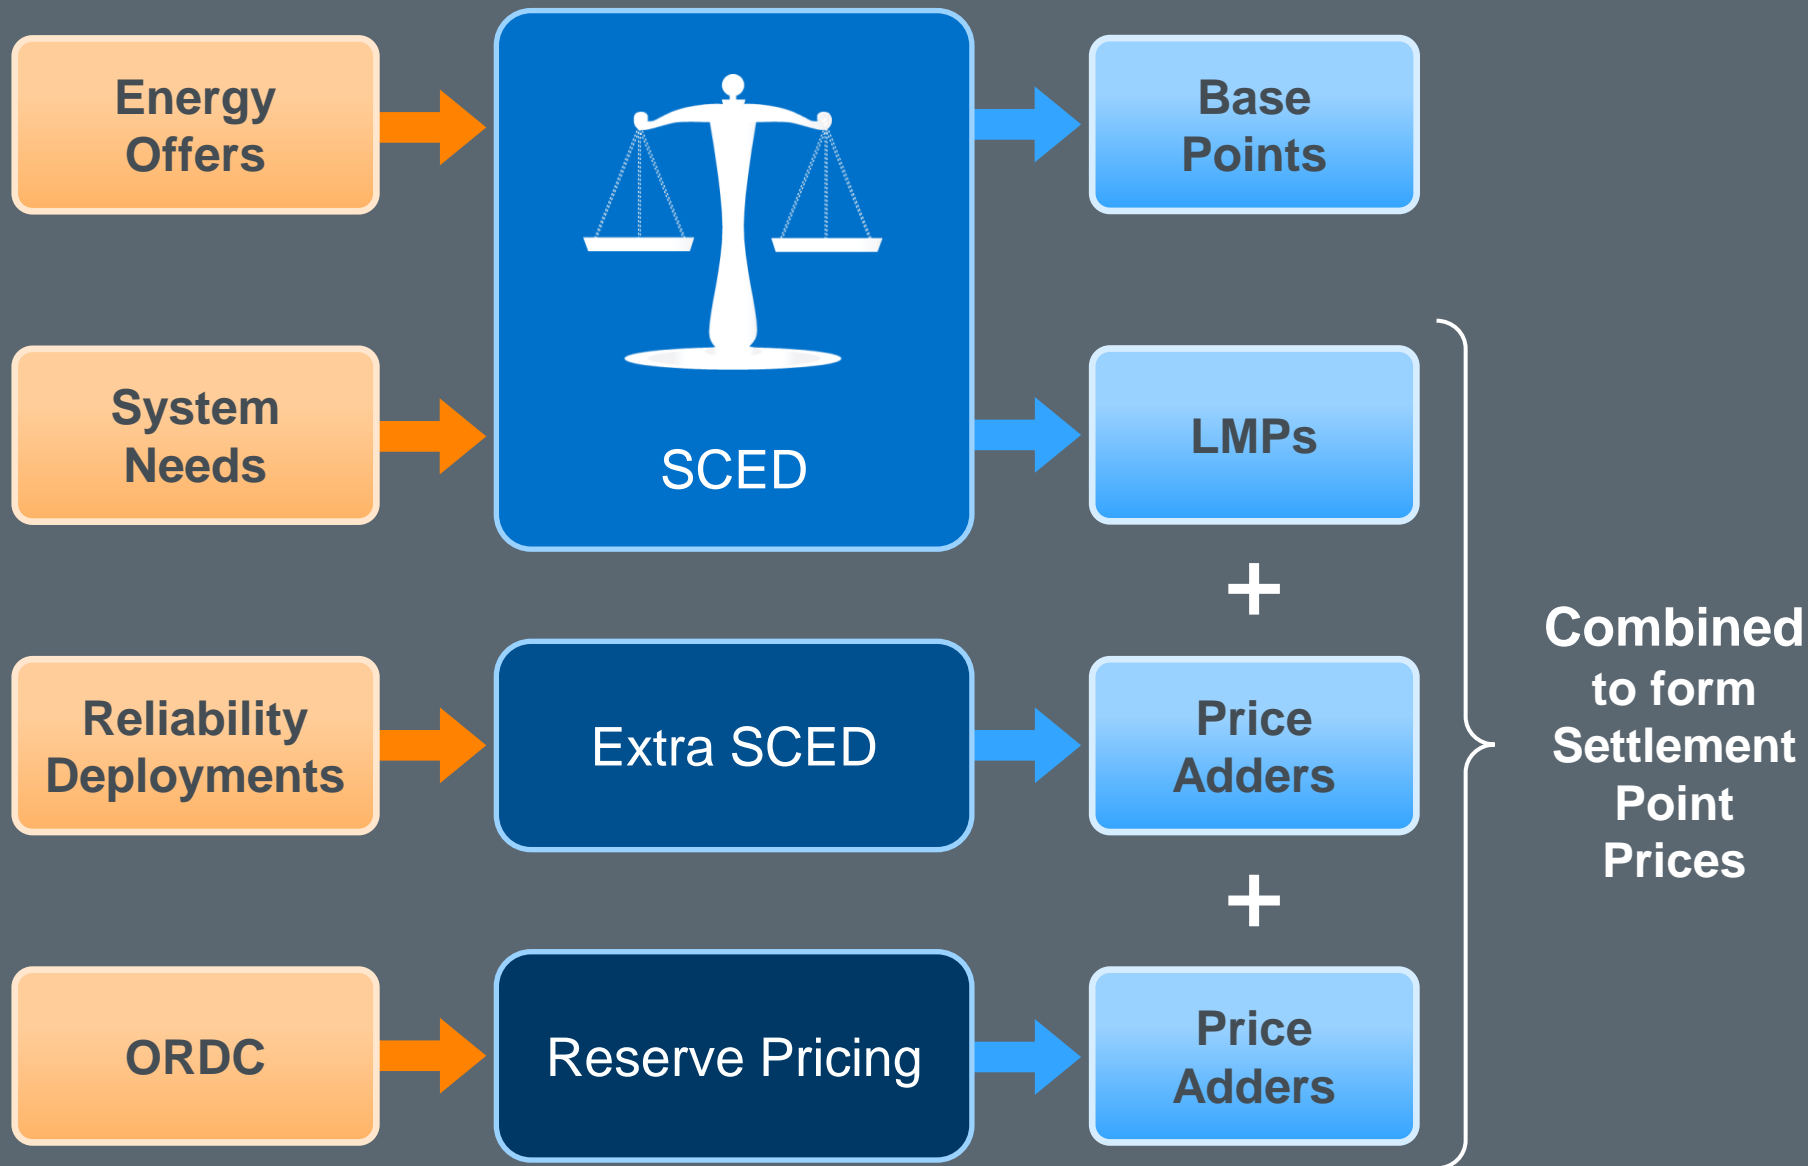 Energy
Offers
Base
Points
System
Needs
SCED
LMPs
+
Reliability
Deployments
Extra SCED
Price
Adders
+
ORDC
Reserve Pricing
Price
Adders
Combined
to form
Settlement
Point
Prices